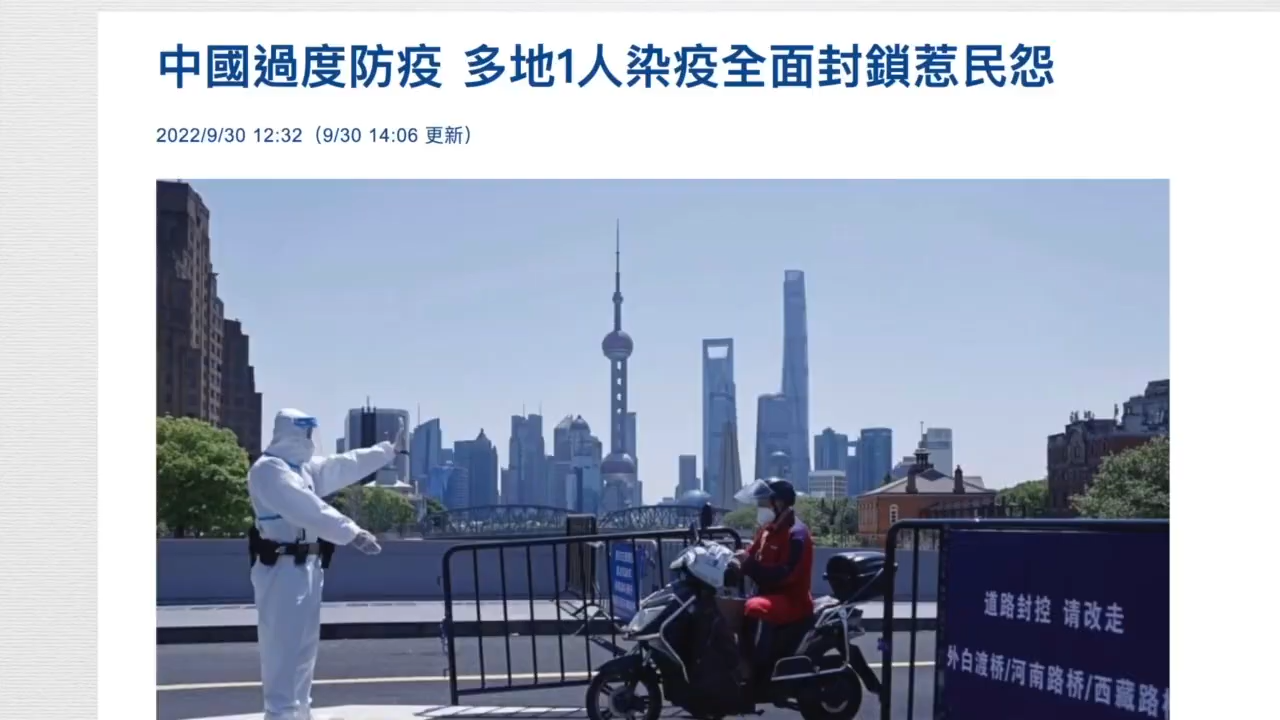 中國過度防疫 多地1人染疫全面封鎖惹民怨
2022/9/30 12:32（9/30 14:06 更新）
道路封控 请改走
外白渡桥/河南路桥/西藏路